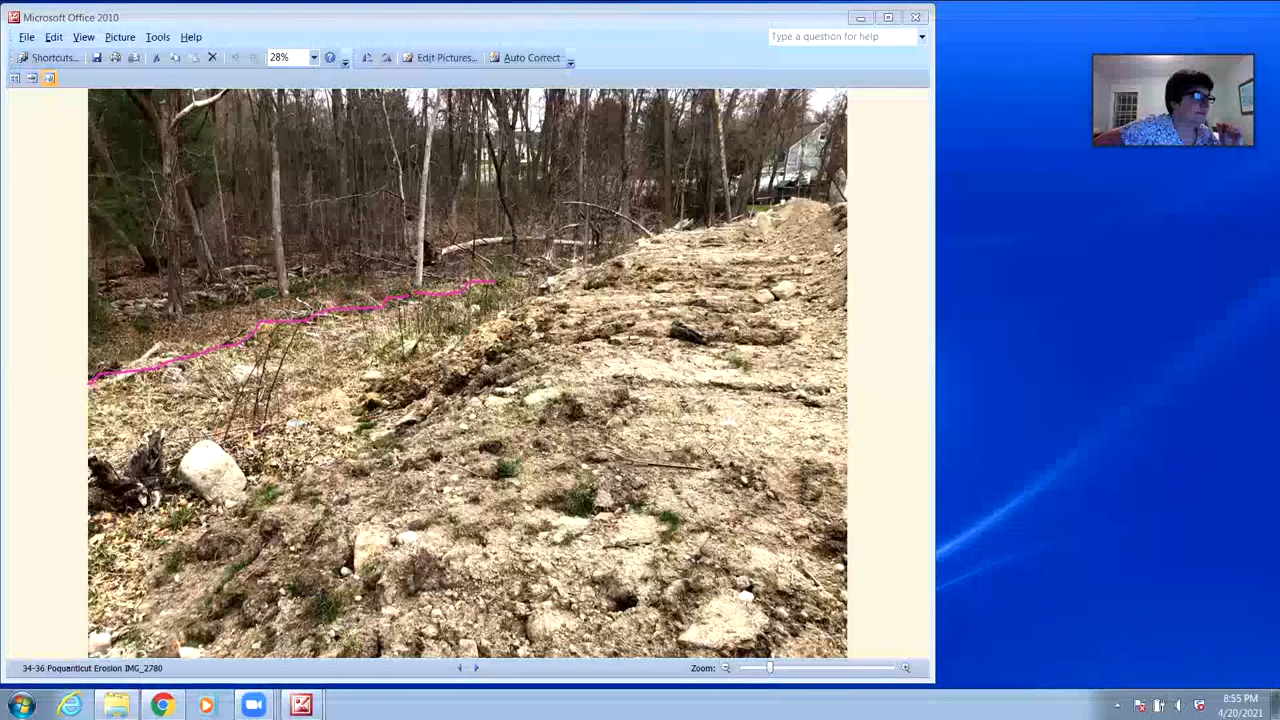 Microsoft Office 2010
File Edit View Picture Tools Help
Type a question for help
Shortcuts... 28% Edit Pictures... Auto Correct
34-36 Poquanticut Erosion IMG_2780
Zoom:
8:55 PM
4/20/2021